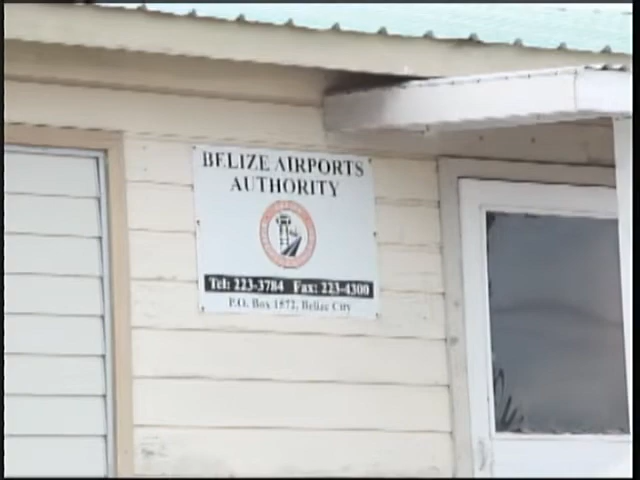 BELIZE AIRPORTS
AUTHORITY
Tel: 223-3784 Fax: 223-4300
P.O. Box 1572, Belize City